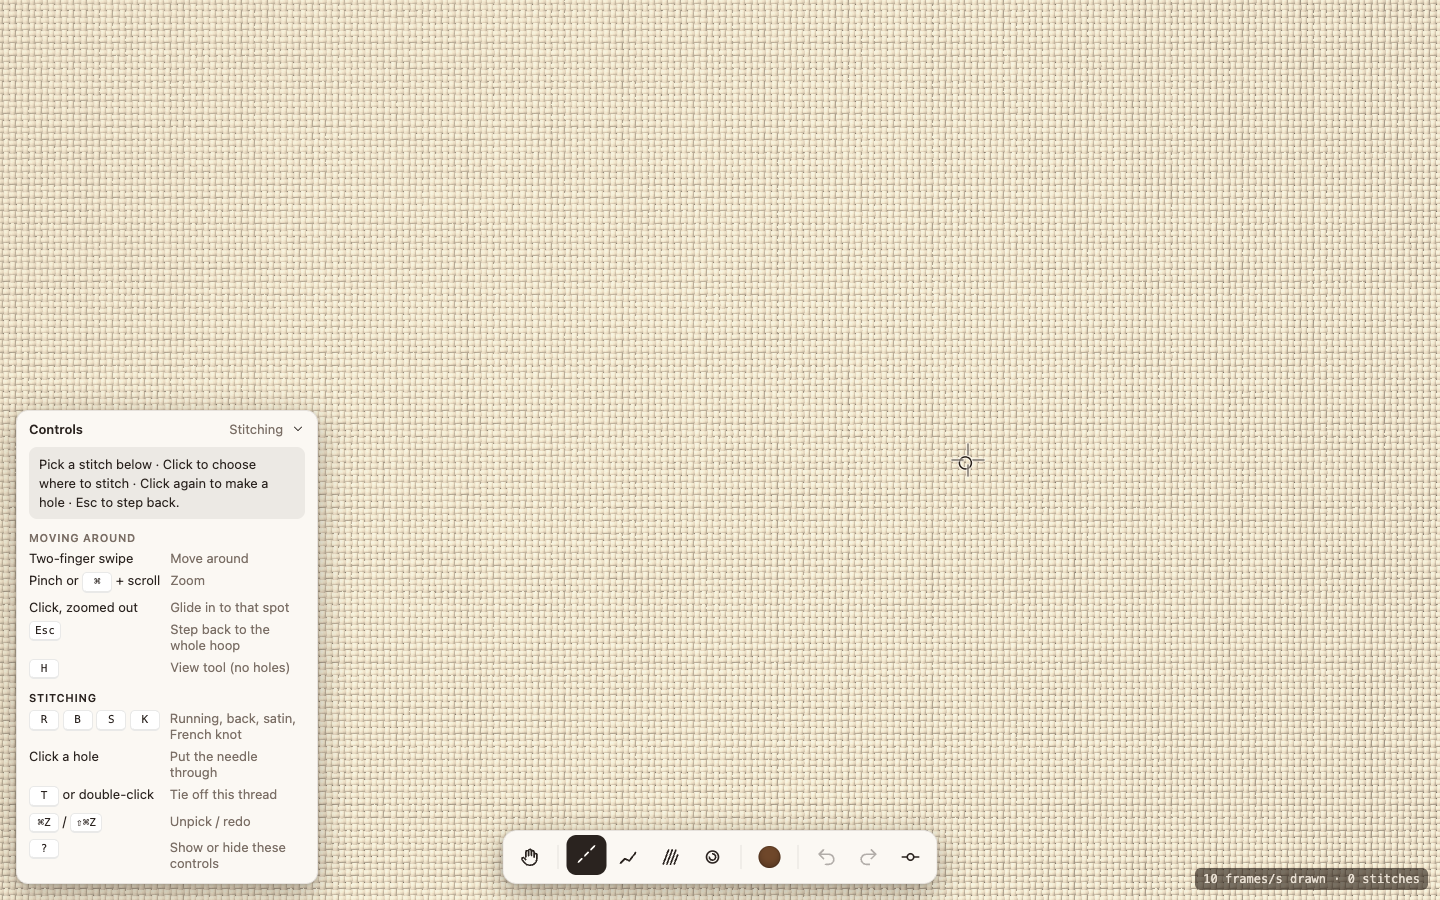 Controls
Stitching
Pick a stitch below · Click to choose
where to stitch · Click again to make a
hole · Esc to step back.
MOVING AROUND
Two-finger swipe Move around
Pinch or ⌘ + scroll Zoom
Click, zoomed out Glide in to that spot
Esc Step back to the
whole hoop
H View tool (no holes)
STITCHING
R B S K Running, back, satin,
French knot
Click a hole Put the needle
through
T or double-click Tie off this thread
⌘Z / ⇧⌘Z Unpick / redo
? Show or hide these
controls
10 frames/s drawn · 0 stitches